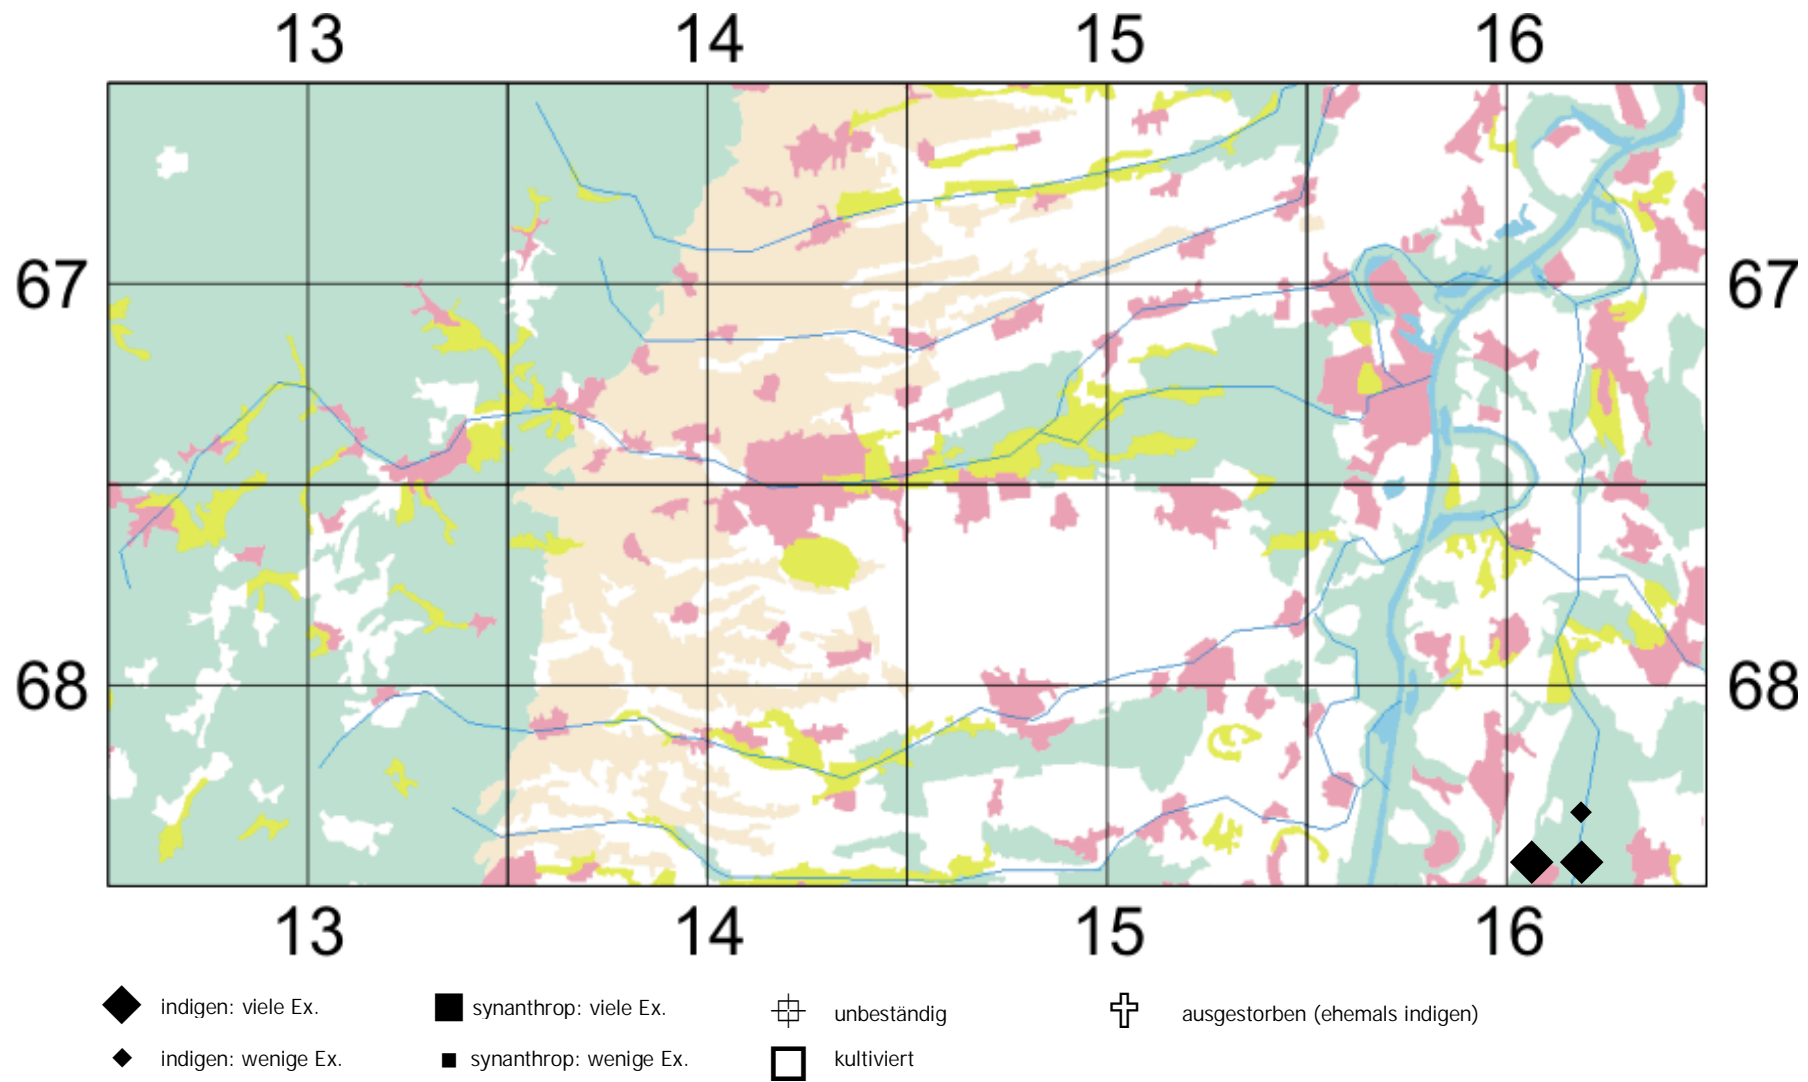 13 14 15 16
67 67
68 68
13 14 15 16
indigen: viele Ex. synanthrop: viele Ex. unbeständig ausgestorben (ehemals indigen)
indigen: wenige Ex. synanthrop: wenige Ex. kultiviert